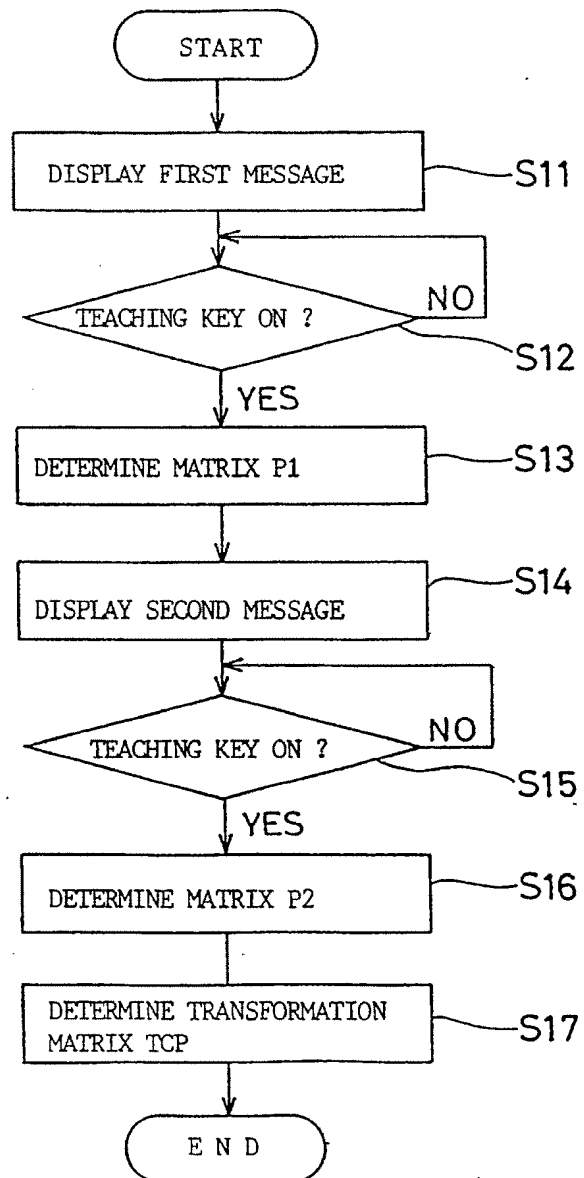 START
DISPLAY FIRST MESSAGE
S11
NO
TEACHING KEY ON ?
S12
YES
DETERMINE MATRIX P1
S13
DISPLAY SECOND MESSAGE
S14
NO
TEACHING KEY ON ?
S15
YES
DETERMINE MATRIX P2
S16
DETERMINE TRANSFORMATION
MATRIX TCP
S17
E N D